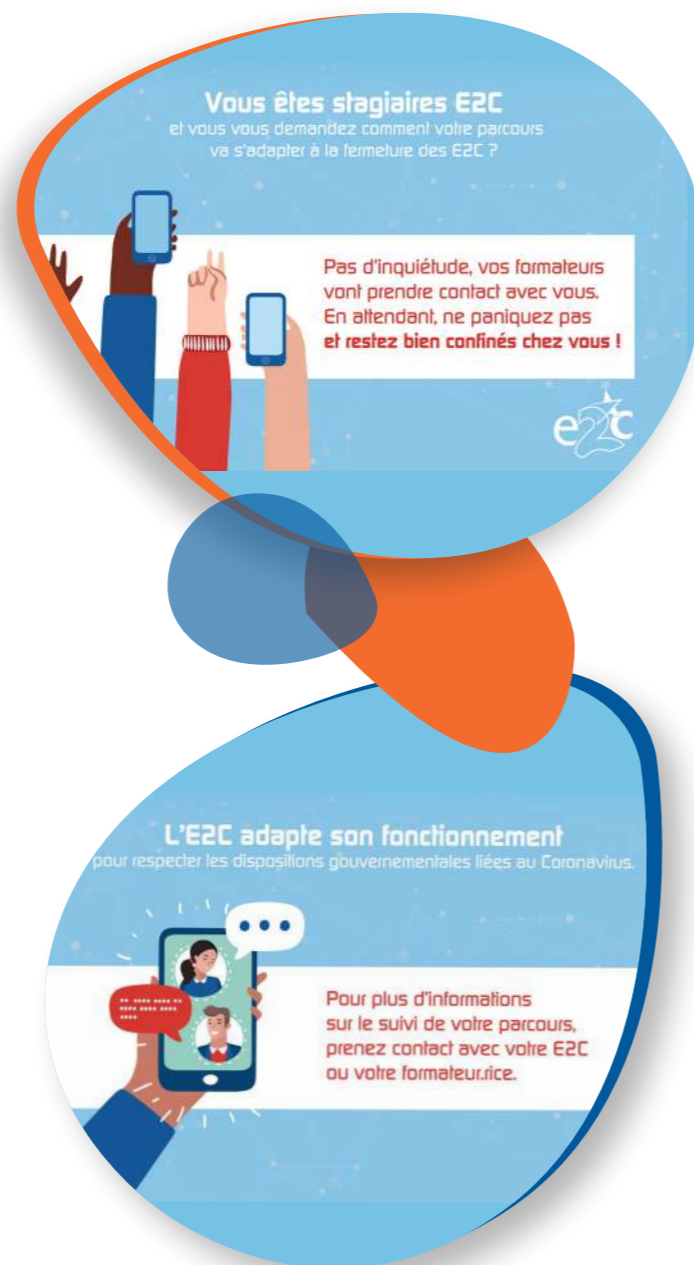 Vous êtes stagiaires E2C
et vous vous demandez comment votre parcours
va s'adapter à la fermeture des E2C ?
Pas d'inquiétude, vos formateurs
vont prendre contact avec vous.
En attendant, ne paniquez pas
et restez bien confinés chez vous !
e2c
L'E2C adapte son fonctionnement
pour respecter les dispositions gouvernementales liées au Coronavirus.
Pour plus d'informations
sur le suivi de votre parcours,
prenez contact avec votre E2C
ou votre formateur.rice.